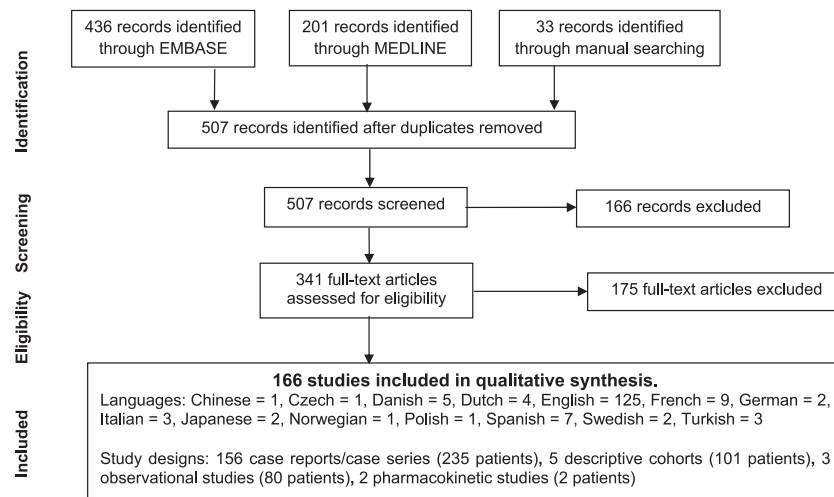 436 records identified
through EMBASE
201 records identified
through MEDLINE
33 records identified
through manual searching
Identification
507 records identified after duplicates removed
Screening
507 records screened
166 records excluded
Eligibility
341 full-text articles
assessed for eligibility
175 full-text articles excluded
Included
166 studies included in qualitative synthesis.
Languages: Chinese = 1, Czech = 1, Danish = 5, Dutch = 4, English = 125, French = 9, German = 2,
Italian = 3, Japanese = 2, Norwegian = 1, Polish = 1, Spanish = 7, Swedish = 2, Turkish = 3
Study designs: 156 case reports/case series (235 patients), 5 descriptive cohorts (101 patients), 3
observational studies (80 patients), 2 pharmacokinetic studies (2 patients)